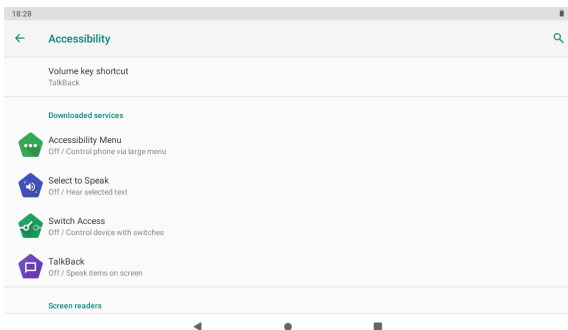 18:28
Accessibility
Volume key shortcut
TalkBack
Downloaded services
Accessibility Menu
Off / Control phone via large menu
Select to Speak
Off / Hear selected text
Switch Access
Off / Control device with switches
TalkBack
Off / Speak items on screen
Screen readers